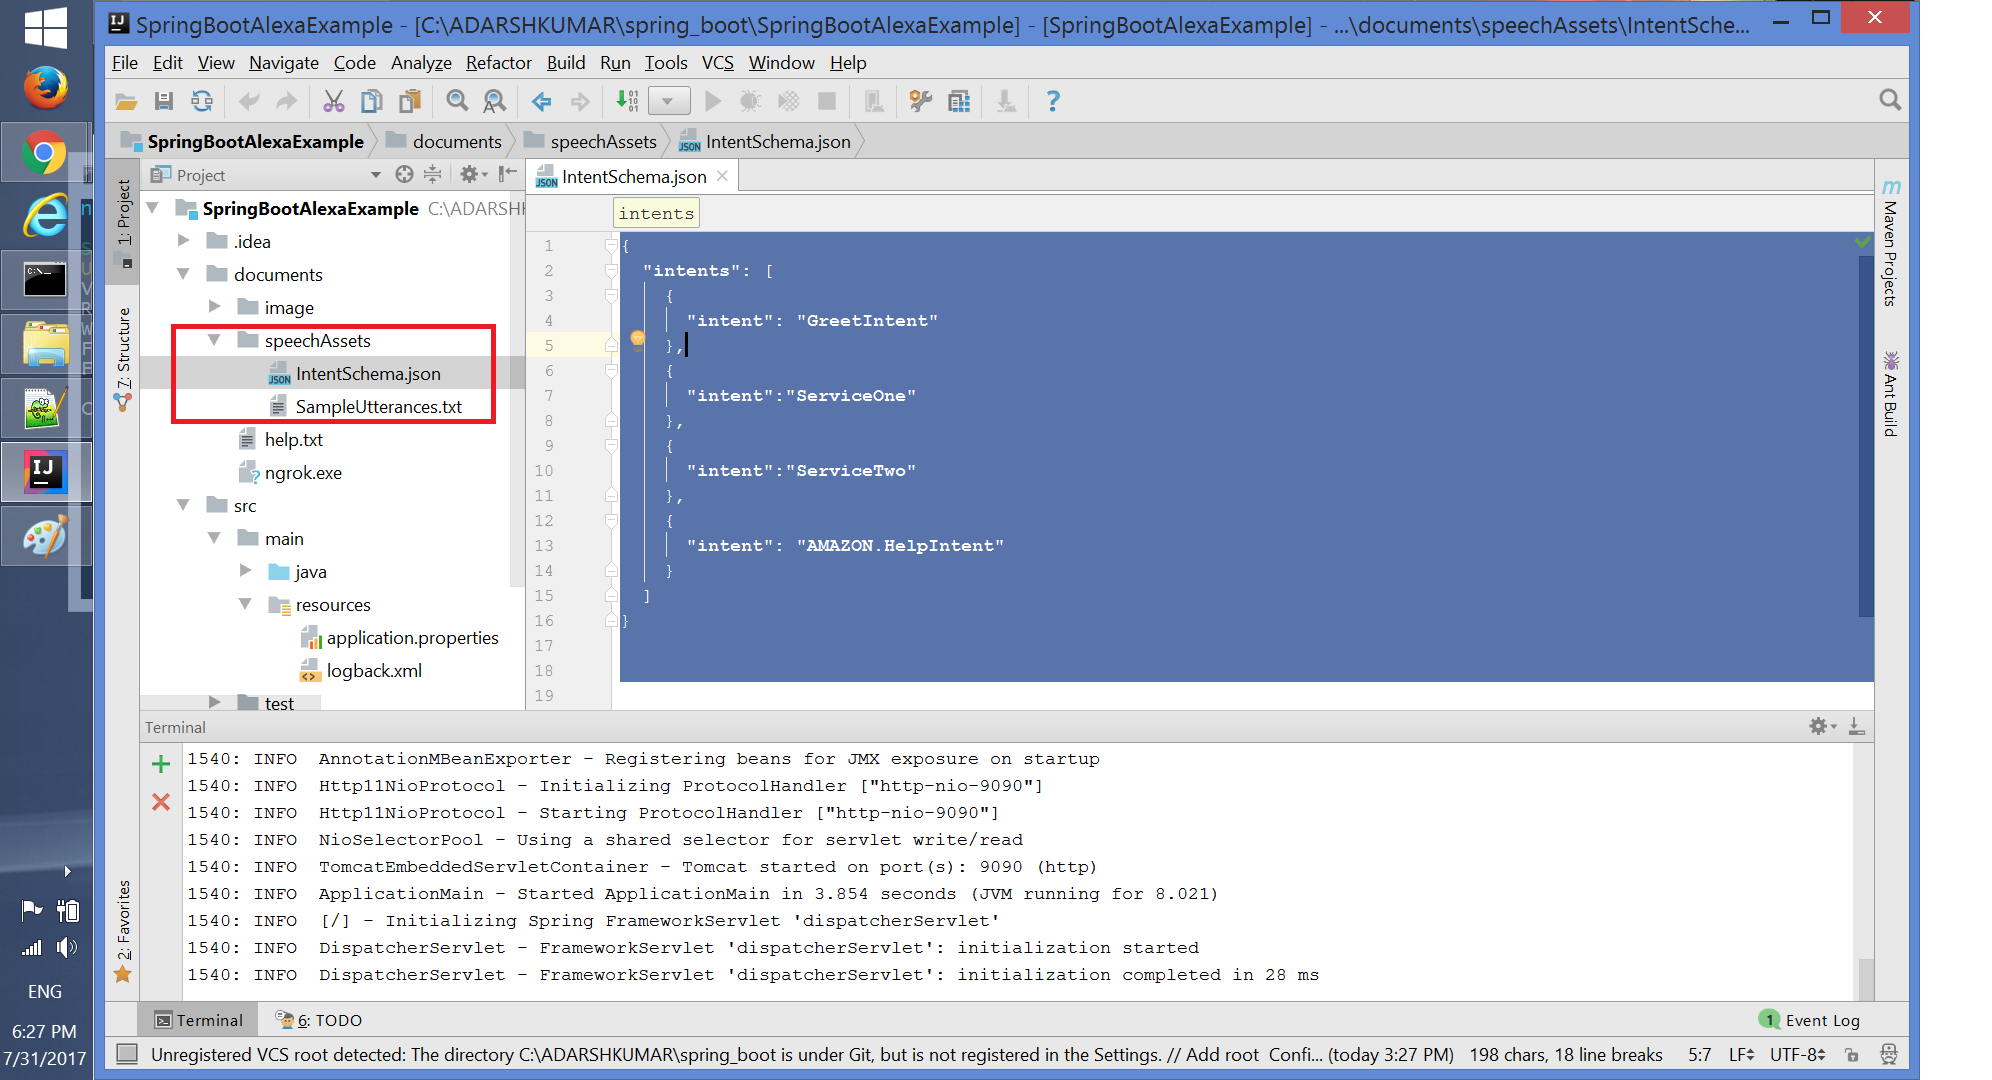 SpringBootAlexaExample - [C:\ADARSHKUMAR\spring_boot\SpringBootAlexaExample] - [SpringBootAlexaExample] - ...\documents\speechAssets\IntentSche...
File Edit View Navigate Code Analyze Refactor Build Run Tools VCS Window Help
SpringBootAlexaExample documents speechAssets IntentSchema.json
1: Project
7: Structure
2: Favorites
Project
SpringBootAlexaExample C:\ADARSHK
.idea
documents
image
speechAssets
IntentSchema.json
SampleUtterances.txt
help.txt
ngrok.exe
src
main
java
resources
application.properties
logback.xml
test
IntentSchema.json
intents
1 {
2 "intents": [
3 {
4 "intent": "GreetIntent"
5 },
6 {
7 "intent":"ServiceOne"
8 },
9 {
10 "intent":"ServiceTwo"
11 },
12 {
13 "intent": "AMAZON.HelpIntent"
14 }
15 ]
16 }
17
18
19
Maven Projects
Ant Build
Terminal
1540: INFO AnnotationMBeanExporter - Registering beans for JMX exposure on startup
1540: INFO Http11NioProtocol - Initializing ProtocolHandler ["http-nio-9090"]
1540: INFO Http11NioProtocol - Starting ProtocolHandler ["http-nio-9090"]
1540: INFO NioSelectorPool - Using a shared selector for servlet write/read
1540: INFO TomcatEmbeddedServletContainer - Tomcat started on port(s): 9090 (http)
1540: INFO ApplicationMain - Started ApplicationMain in 3.854 seconds (JVM running for 8.021)
1540: INFO [/] - Initializing Spring FrameworkServlet 'dispatcherServlet'
1540: INFO DispatcherServlet - FrameworkServlet 'dispatcherServlet': initialization started
1540: INFO DispatcherServlet - FrameworkServlet 'dispatcherServlet': initialization completed in 28 ms
Terminal 6: TODO 1 Event Log
Unregistered VCS root detected: The directory C:\ADARSHKUMAR\spring_boot is under Git, but is not registered in the Settings. // Add root Confi... (today 3:27 PM) 198 chars, 18 line breaks 5:7 LF UTF-8
ENG
6:27 PM
7/31/2017